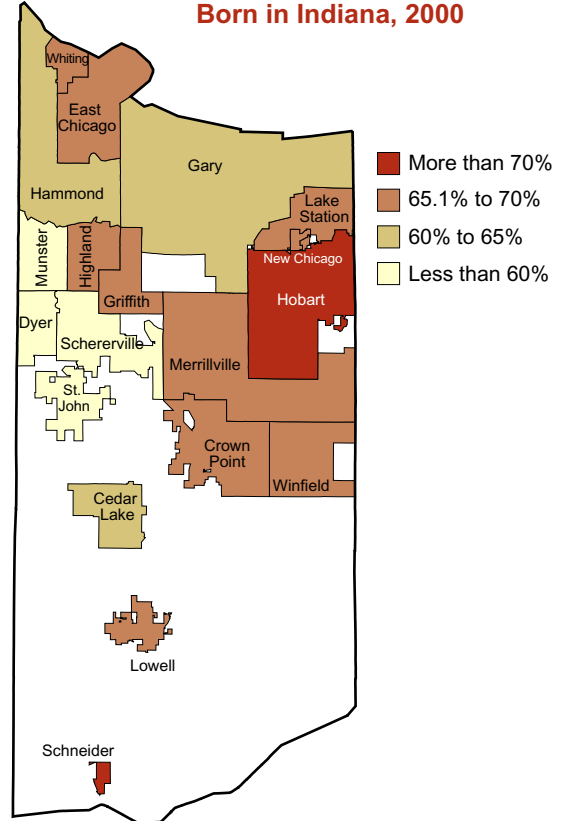 Born in Indiana, 2000
Whiting
East
Chicago
Gary
Hammond
Lake
Station
Munster
Highland
New Chicago
Griffith
Hobart
Dyer
Schererville
Merrillville
St.
John
Crown
Point
Winfield
Cedar
Lake
Lowell
Schneider
More than 70%
65.1% to 70%
60% to 65%
Less than 60%